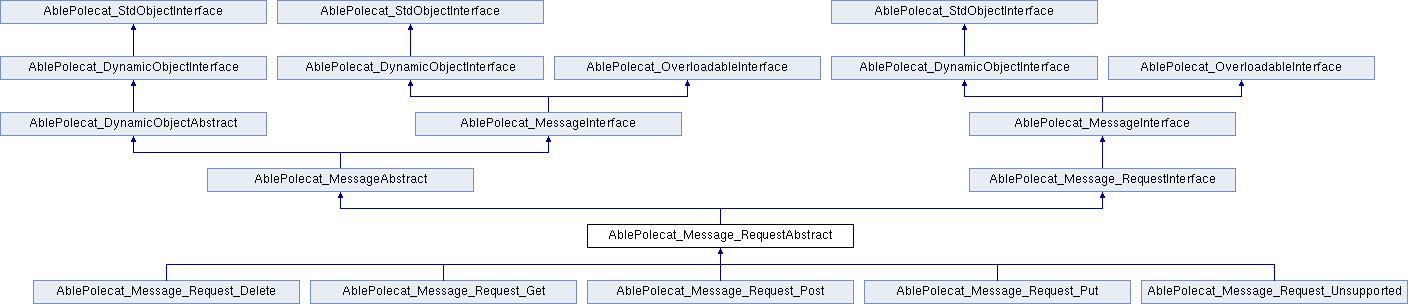 AblePolecat_StdObjectInterface
AblePolecat_StdObjectInterface
AblePolecat_StdObjectInterface
AblePolecat_DynamicObjectInterface
AblePolecat_DynamicObjectInterface
AblePolecat_OverloadableInterface
AblePolecat_DynamicObjectInterface
AblePolecat_OverloadableInterface
AblePolecat_DynamicObjectAbstract
AblePolecat_MessageInterface
AblePolecat_MessageInterface
AblePolecat_MessageAbstract
AblePolecat_Message_RequestInterface
AblePolecat_Message_RequestAbstract
AblePolecat_Message_Request_Delete
AblePolecat_Message_Request_Get
AblePolecat_Message_Request_Post
AblePolecat_Message_Request_Put
AblePolecat_Message_Request_Unsupported